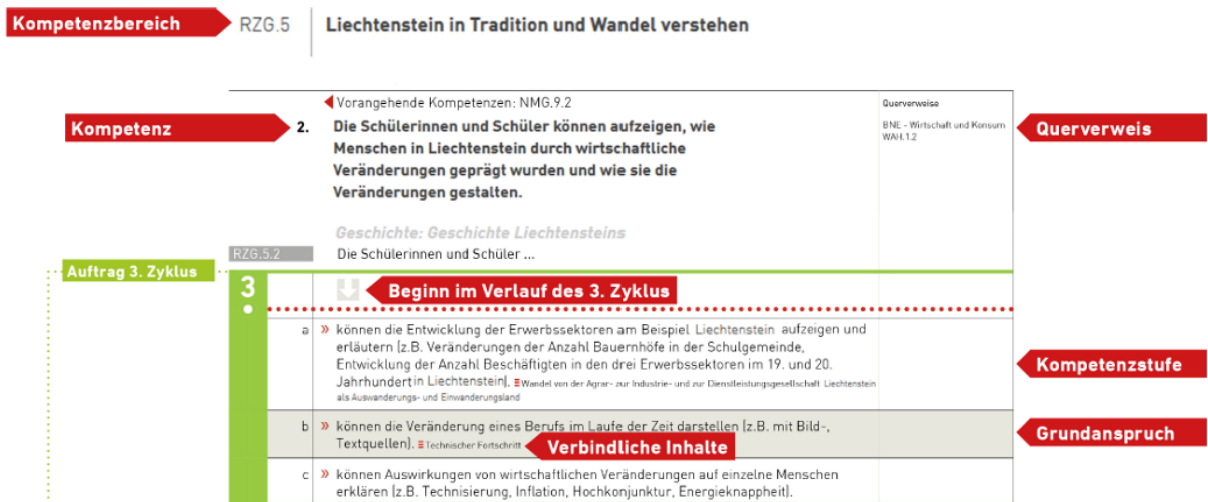 Kompetenzbereich RZG.5 Liechtenstein in Tradition und Wandel verstehen
Vorangehende Kompetenzen: NMG.9.2 Querverweise
Kompetenz 2. Die Schülerinnen und Schüler können aufzeigen, wie BNE - Wirtschaft und Konsum Querverweis
Menschen in Liechtenstein durch wirtschaftliche WAH.1.2
Veränderungen geprägt wurden und wie sie die
Veränderungen gestalten.
Geschichte: Geschichte Liechtensteins
RZG.5.2 Die Schülerinnen und Schüler ...
Auftrag 3. Zyklus
3 Beginn im Verlauf des 3. Zyklus
a » können die Entwicklung der Erwerbssektoren am Beispiel Liechtenstein aufzeigen und
erläutern (z.B. Veränderungen der Anzahl Bauernhöfe in der Schulgemeinde,
Entwicklung der Anzahl Beschäftigten in den drei Erwerbssektoren im 19. und 20. Kompetenzstufe
Jahrhundert in Liechtenstein). Wandel von der Agrar- zur Industrie- und zur Dienstleistungsgesellschaft Liechtenstein
als Auswanderungs- und Einwanderungsland
b » können die Veränderung eines Berufs im Laufe der Zeit darstellen (z.B. mit Bild-, Grundanspruch
Textquellen). Technischer Fortschritt Verbindliche Inhalte
c » können Auswirkungen von wirtschaftlichen Veränderungen auf einzelne Menschen
erklären (z.B. Technisierung, Inflation, Hochkonjunktur, Energieknappheit).